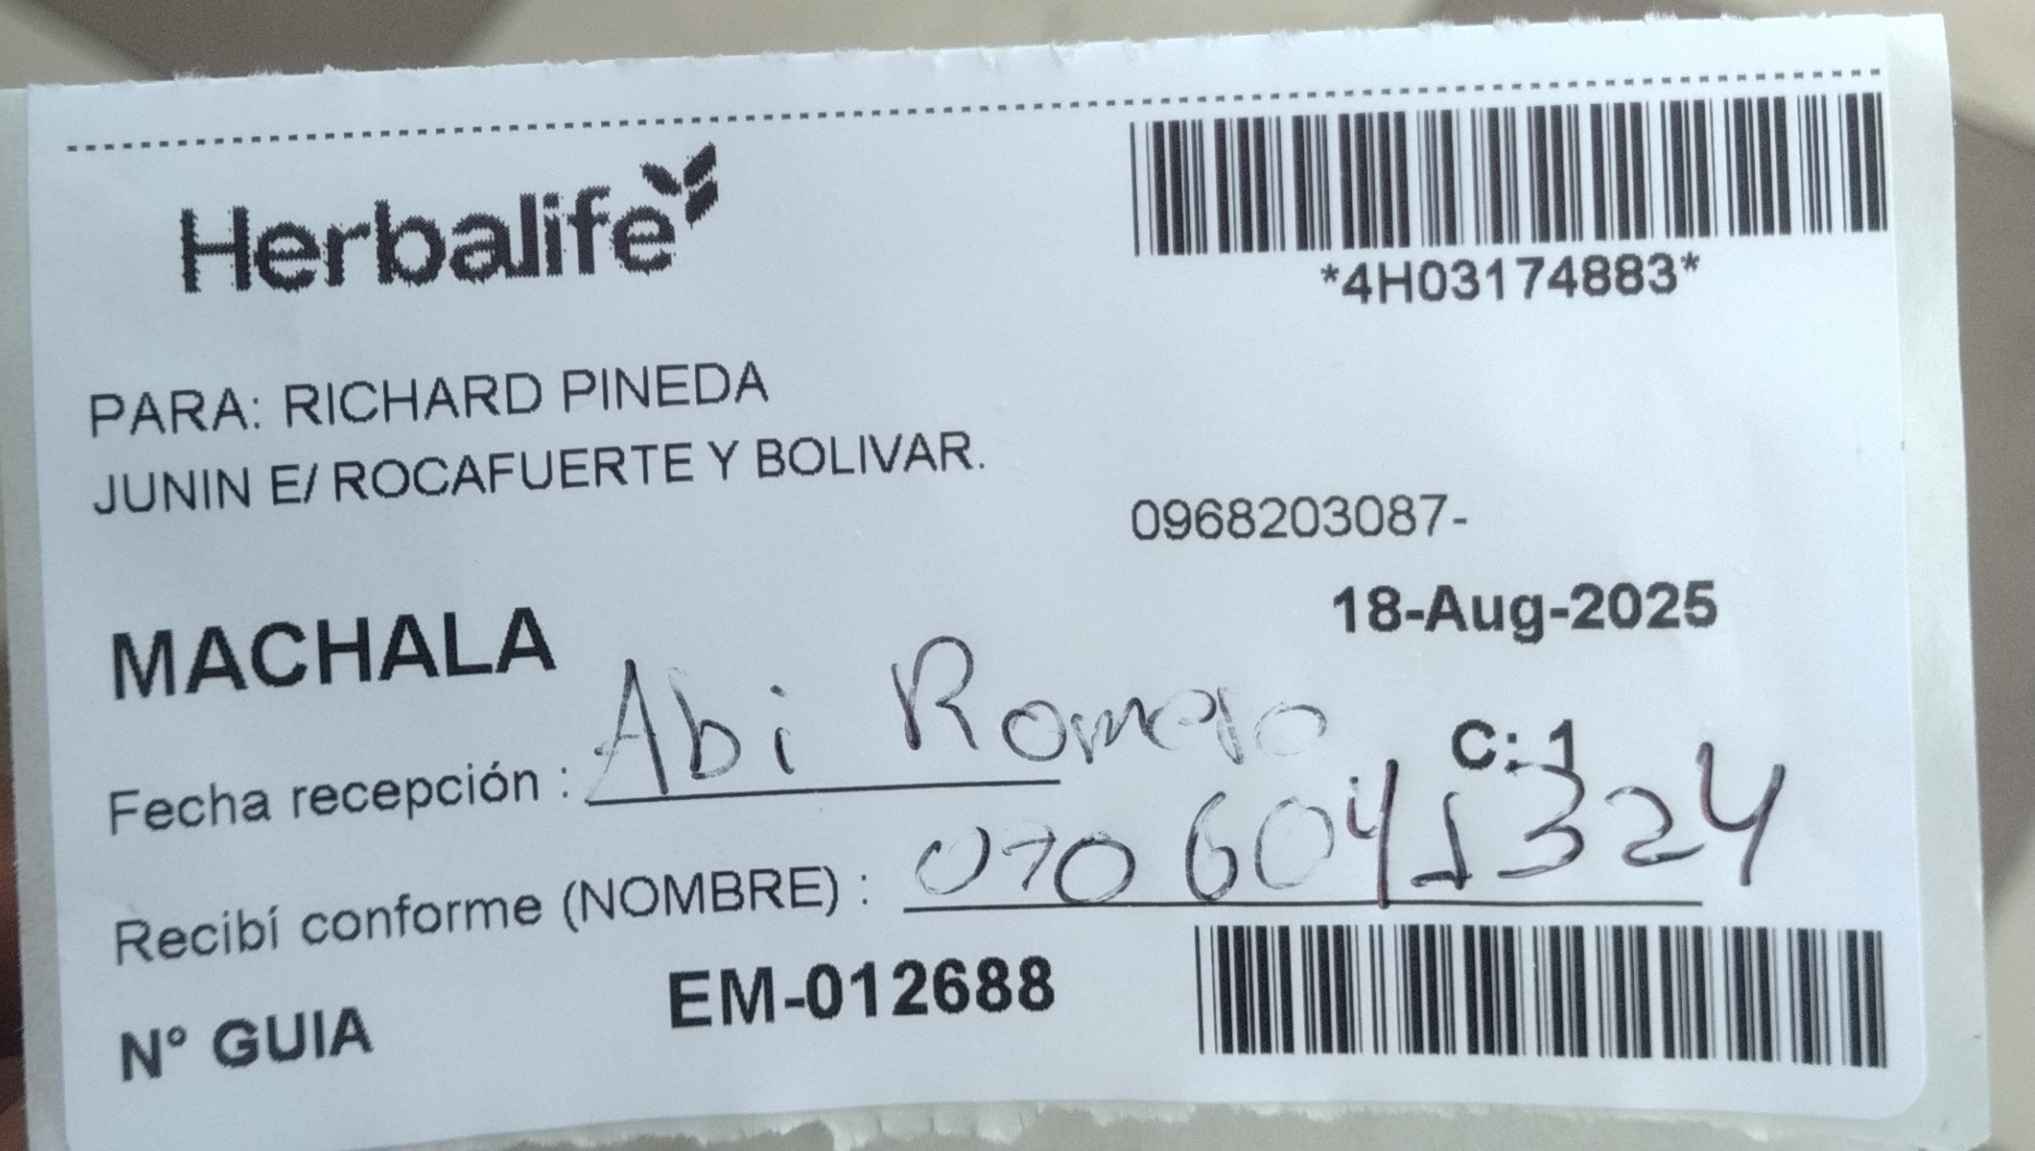 Herbalife
*4H03174883*
PARA: RICHARD PINEDA
JUNIN E/ ROCAFUERTE Y BOLIVAR.
0968203087-
18-Aug-2025
MACHALA
C: 1
Fecha recepción : Abi Romero
Recibí conforme (NOMBRE) : 0706041324
N° GUIA EM-012688